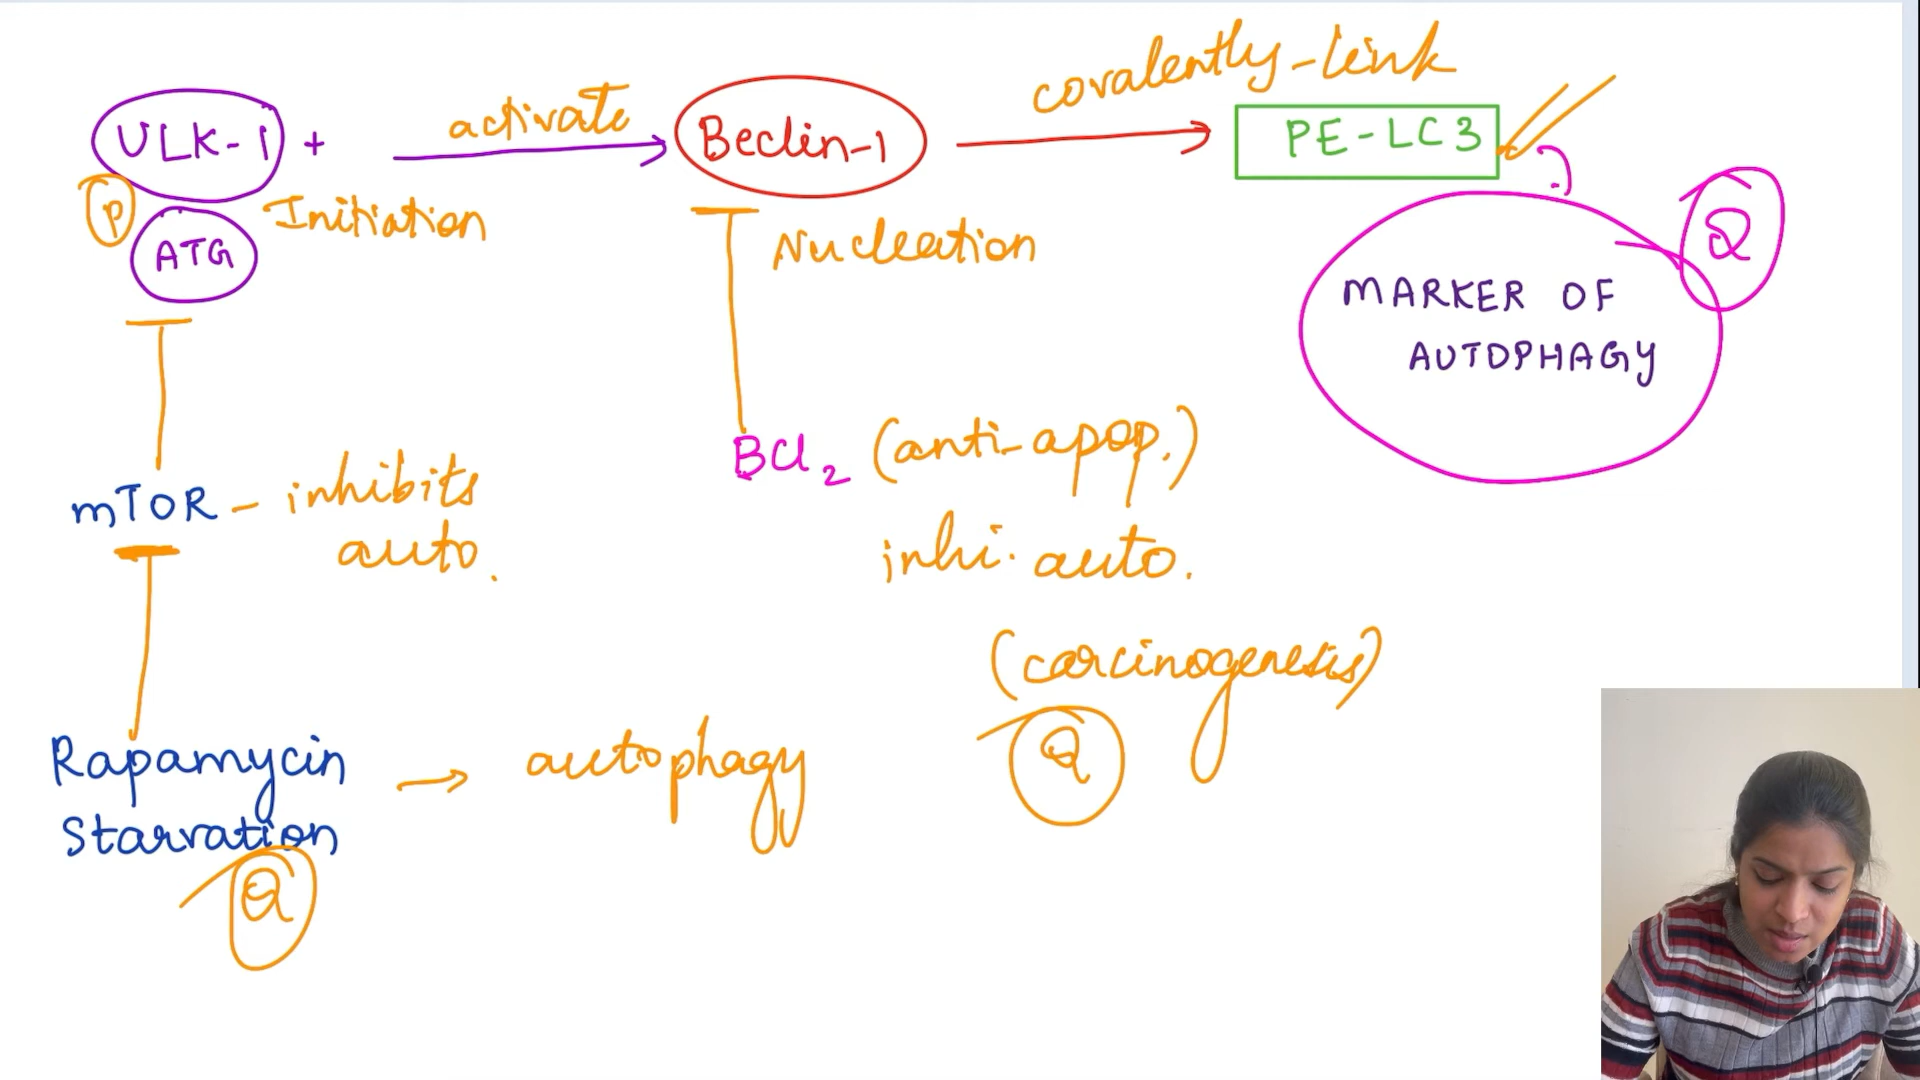 covalently-link
ULK-1 + activate Beclin-1 PE-LC3
P Initiation
ATG Nucleation
?
Q
MARKER OF
AUTOPHAGY
mTOR - inhibits
auto.
BCl2 (anti-apop.)
inhi. auto.
(carcinogenesis)
Q
Rapamycin → autophagy
Starvation
Q